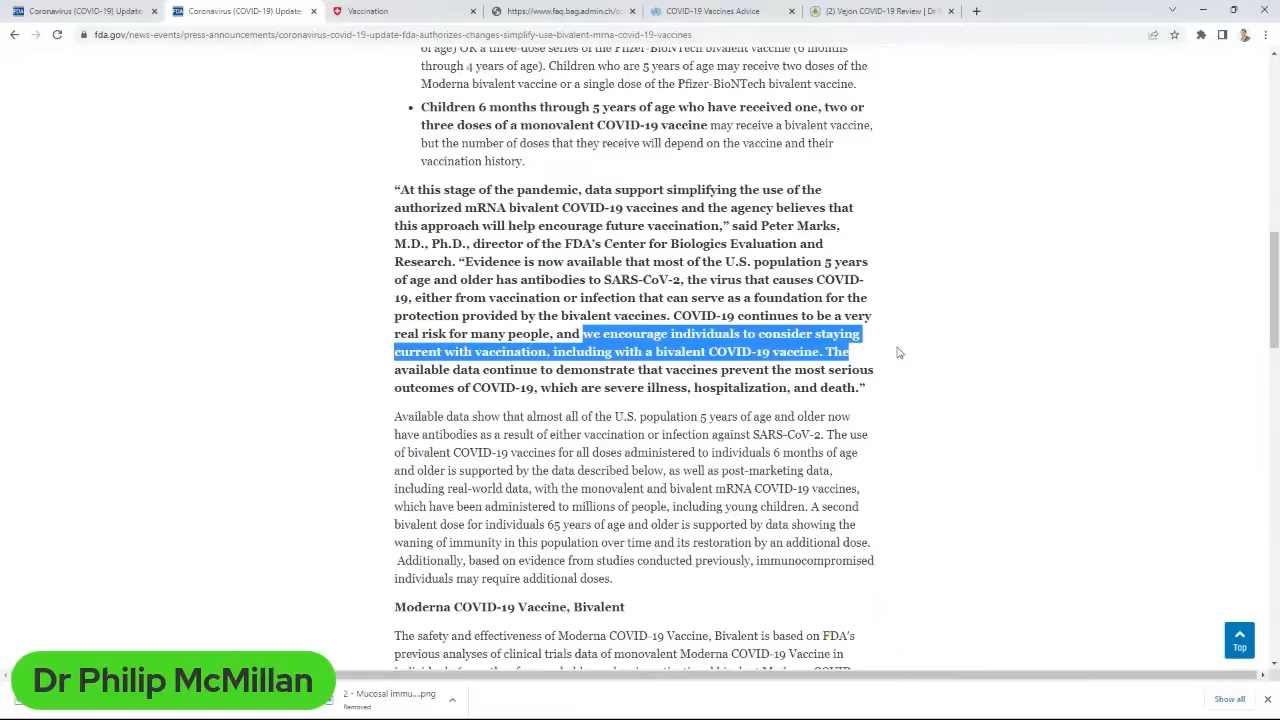 Coronavirus (COVID-19) Update:
Coronavirus (COVID-19) Update:
Vaccination
https://www.faq.bag.admin.ch/co
COVID-19 Vaccines Advice
(2) Vejon COVID-19 Review | Dr P
fda.gov/news-events/press-announcements/coronavirus-covid-19-update-fda-authorizes-changes-simplify-use-bivalent-mrna-covid-19-vaccines
of age) OR a three-dose series of the Pfizer-BioNTech bivalent vaccine (6 months
through 4 years of age). Children who are 5 years of age may receive two doses of the
Moderna bivalent vaccine or a single dose of the Pfizer-BioNTech bivalent vaccine.
• Children 6 months through 5 years of age who have received one, two or
three doses of a monovalent COVID-19 vaccine may receive a bivalent vaccine,
but the number of doses that they receive will depend on the vaccine and their
vaccination history.
“At this stage of the pandemic, data support simplifying the use of the
authorized mRNA bivalent COVID-19 vaccines and the agency believes that
this approach will help encourage future vaccination,” said Peter Marks,
M.D., Ph.D., director of the FDA’s Center for Biologics Evaluation and
Research. “Evidence is now available that most of the U.S. population 5 years
of age and older has antibodies to SARS-CoV-2, the virus that causes COVID-
19, either from vaccination or infection that can serve as a foundation for the
protection provided by the bivalent vaccines. COVID-19 continues to be a very
real risk for many people, and we encourage individuals to consider staying
current with vaccination, including with a bivalent COVID-19 vaccine. The
available data continue to demonstrate that vaccines prevent the most serious
outcomes of COVID-19, which are severe illness, hospitalization, and death.”
Available data show that almost all of the U.S. population 5 years of age and older now
have antibodies as a result of either vaccination or infection against SARS-CoV-2. The use
of bivalent COVID-19 vaccines for all doses administered to individuals 6 months of age
and older is supported by the data described below, as well as post-marketing data,
including real-world data, with the monovalent and bivalent mRNA COVID-19 vaccines,
which have been administered to millions of people, including young children. A second
bivalent dose for individuals 65 years of age and older is supported by data showing the
waning of immunity in this population over time and its restoration by an additional dose.
Additionally, based on evidence from studies conducted previously, immunocompromised
individuals may require additional doses.
Moderna COVID-19 Vaccine, Bivalent
The safety and effectiveness of Moderna COVID-19 Vaccine, Bivalent is based on FDA’s
previous analyses of clinical trials data of monovalent Moderna COVID-19 Vaccine in
Top
Dr Philip McMillan
2 - Mucosal immu....png
Removed
Show all